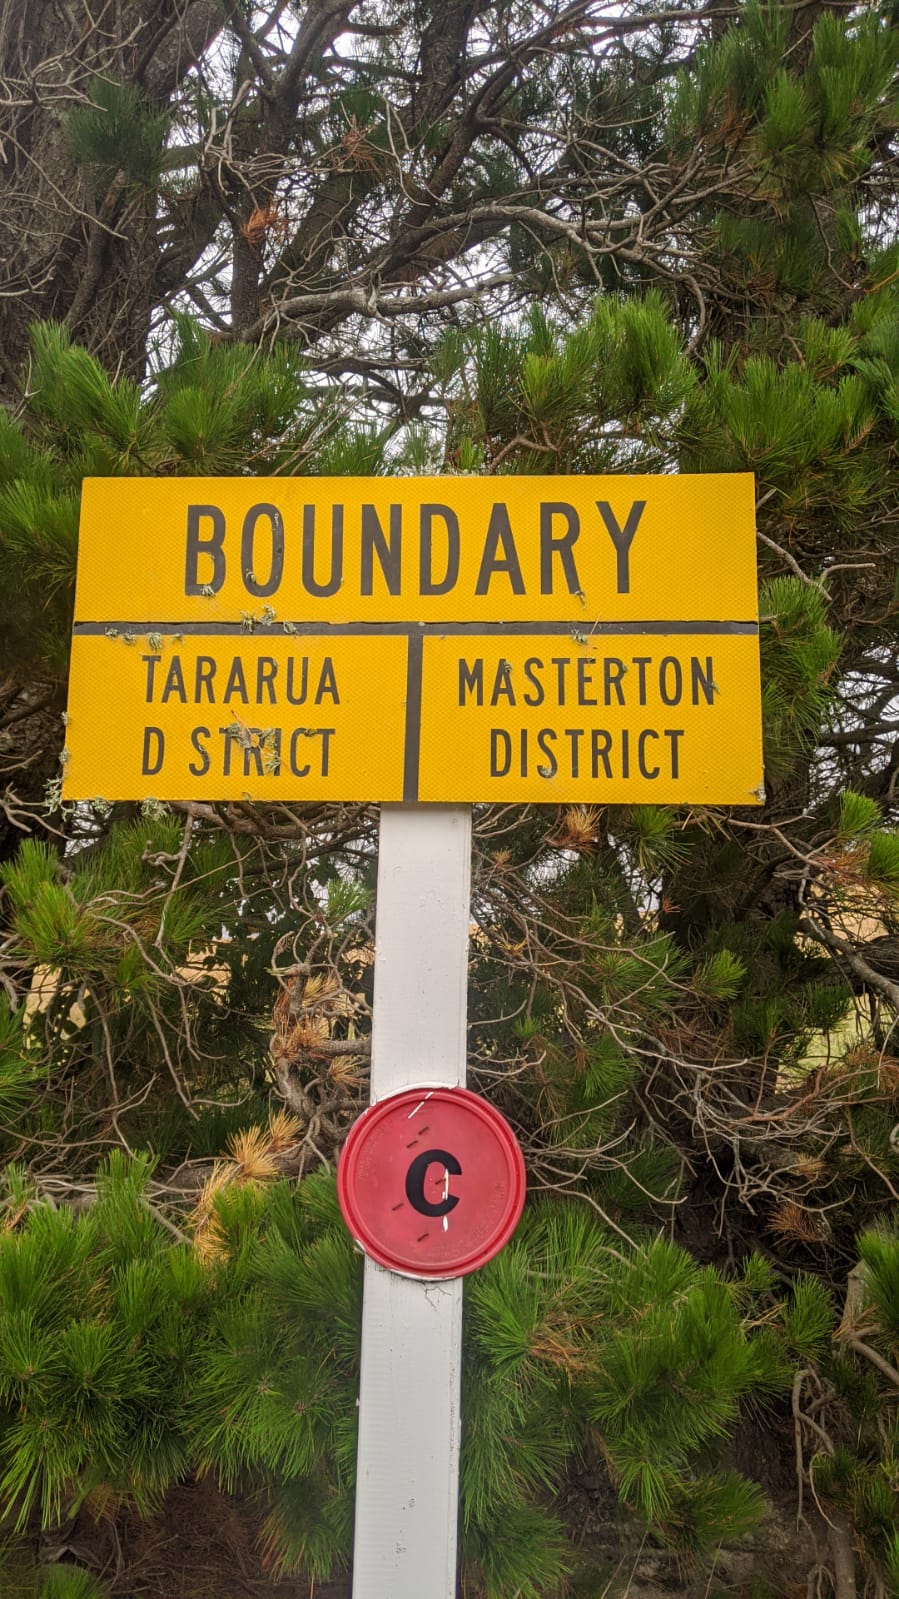 BOUNDARY
TARARUA
D STRICT
MASTERTON
DISTRICT
C